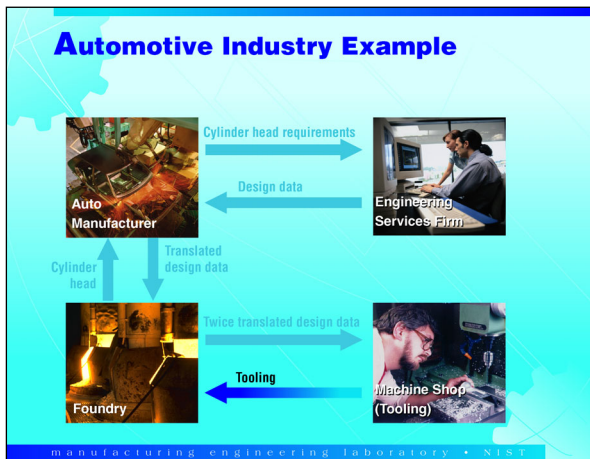 Automotive Industry Example
Cylinder head requirements
Design data
Auto
Manufacturer
Engineering
Services Firm
Cylinder
head
Translated
design data
Twice translated design data
Tooling
Foundry
Machine Shop
(Tooling)
manufacturing engineering laboratory • NIST